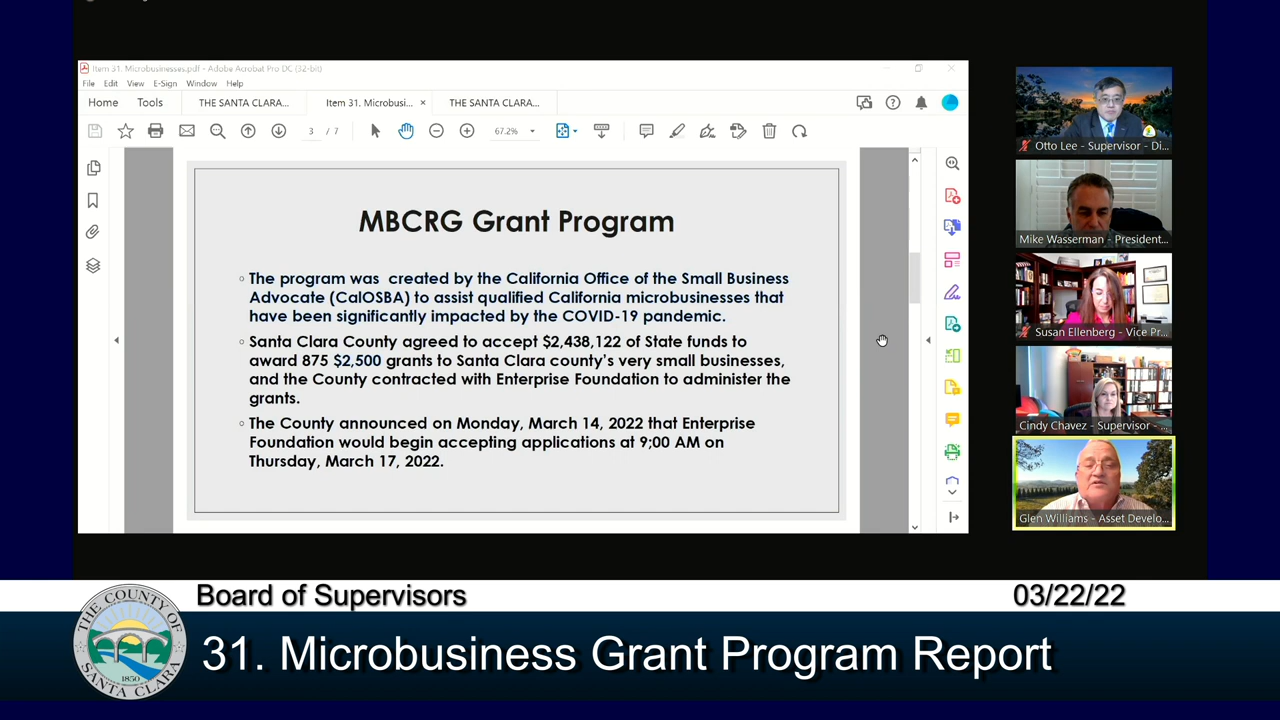 Item 31. Microbusinesses.pdf - Adobe Acrobat Pro DC (32-bit)
File Edit View E-Sign Window Help
Home Tools THE SANTA CLARA... Item 31. Microbusi... × THE SANTA CLARA...
3 / 7 67.2%
MBCRG Grant Program
The program was created by the California Office of the Small Business
Advocate (CalOSBA) to assist qualified California microbusinesses that
have been significantly impacted by the COVID-19 pandemic.
Santa Clara County agreed to accept $2,438,122 of State funds to
award 875 $2,500 grants to Santa Clara county's very small businesses,
and the County contracted with Enterprise Foundation to administer the
grants.
The County announced on Monday, March 14, 2022 that Enterprise
Foundation would begin accepting applications at 9;00 AM on
Thursday, March 17, 2022.
Otto Lee - Supervisor - Di...
Mike Wasserman - President...
Susan Ellenberg - Vice Pr...
Cindy Chavez - Supervisor - ...
Glen Williams - Asset Develo...
Board of Supervisors 03/22/22
31. Microbusiness Grant Program Report
THE COUNTY OF SANTA CLARA
1850